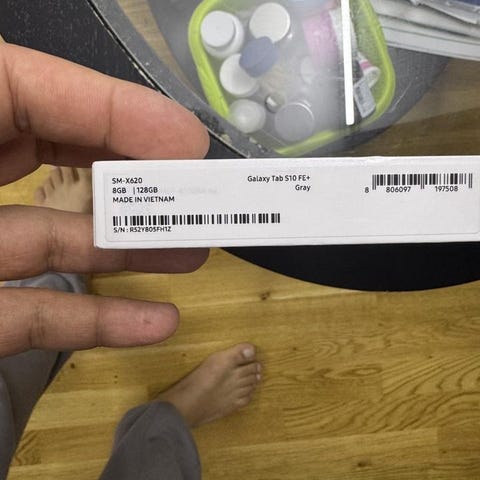 SM-X620
8GB | 128GB
MADE IN VIETNAM
Galaxy Tab S10 FE+
Gray
8 806097 197508
S/N : R52Y805FH1Z